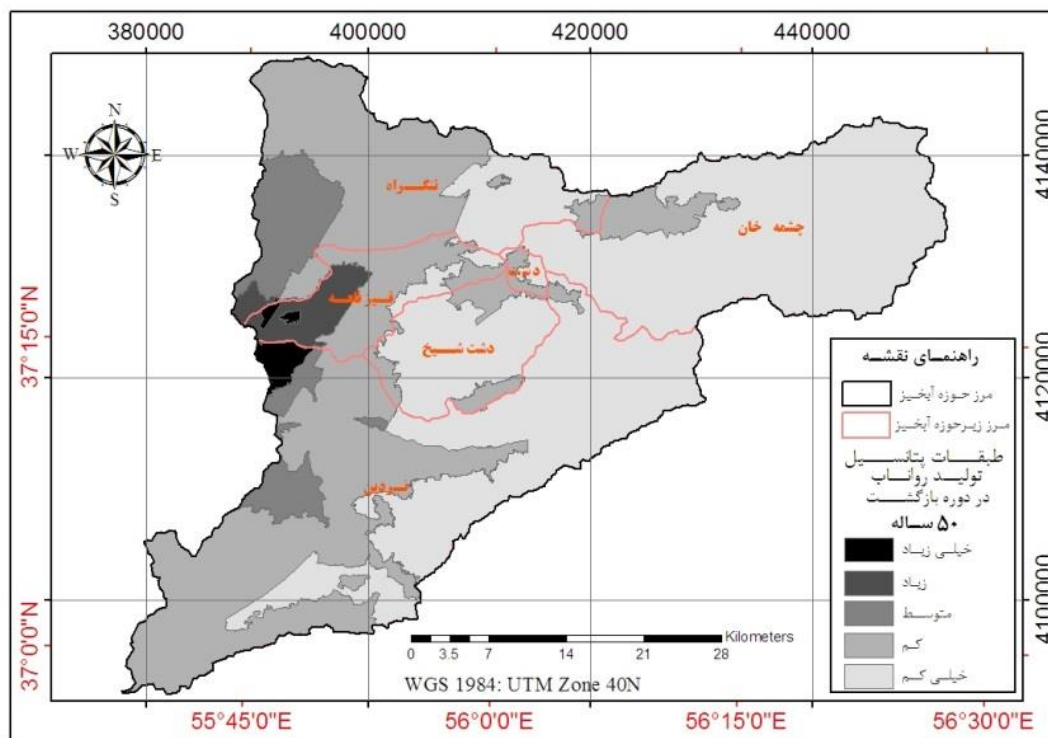 380000 400000 420000 440000
N
W E
S
4140000
4120000
4100000
37°15'0"N
37°0'0"N
تنگراه
چشمه خان
دشت
دشت شیخ
نردین
راهنمای نقشه
مرز حوزه آبخیز
مرز زیرحوزه آبخیز
طبقات پتانسیل
تولید رواناب
در دوره بازگشت
۵۰ ساله
خیلی زیاد
زیاد
متوسط
کم
خیلی کم
Kilometers
0 3.5 7 14 21 28
WGS 1984: UTM Zone 40N
55°45'0"E 56°0'0"E 56°15'0"E 56°30'0"E